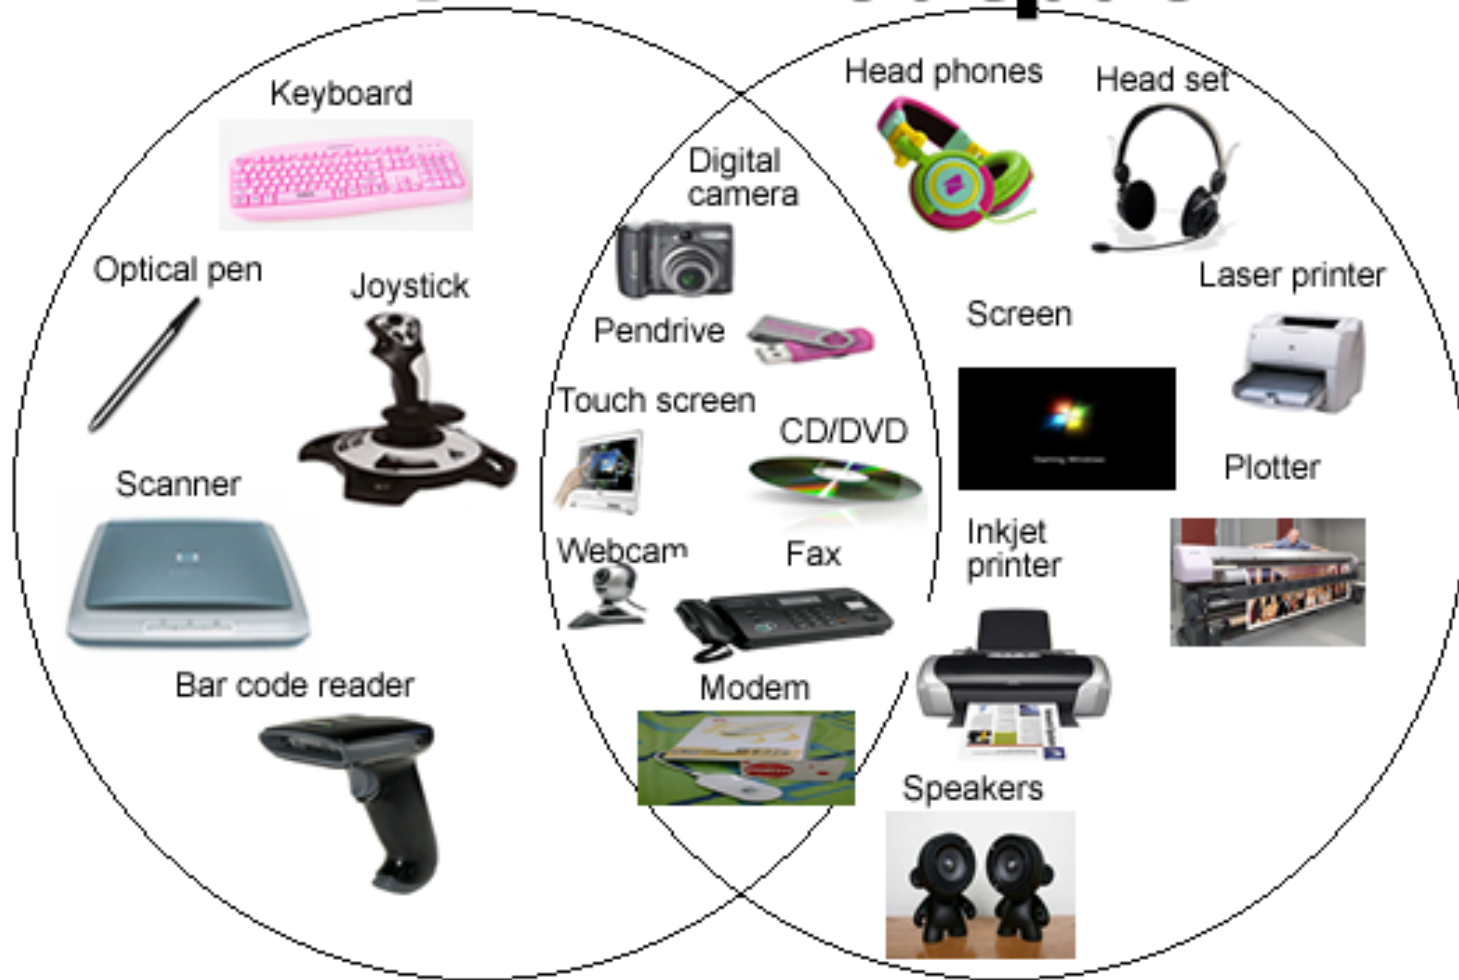 Keyboard
Head phones
Head set
Digital
camera
Optical pen
Joystick
Laser printer
Screen
Pendrive
Touch screen
CD/DVD
Scanner
Plotter
Webcam
Fax
Inkjet
printer
Bar code reader
Modem
Speakers